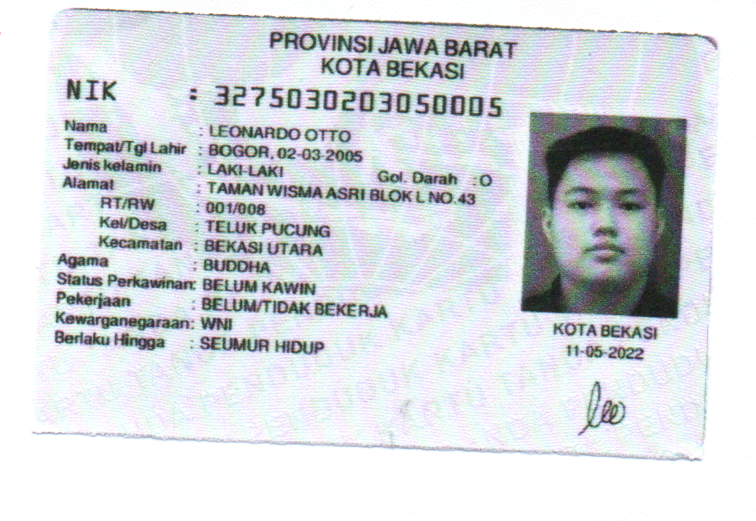 PROVINSI JAWA BARAT
KOTA BEKASI
NIK : 3275030203050005
Nama : LEONARDO OTTO
Tempat/Tgl Lahir : BOGOR, 02-03-2005
Jenis kelamin : LAKI-LAKI Gol. Darah : O
Alamat : TAMAN WISMA ASRI BLOK L NO.43
RT/RW : 001/008
Kel/Desa : TELUK PUCUNG
Kecamatan : BEKASI UTARA
Agama : BUDDHA
Status Perkawinan: BELUM KAWIN
Pekerjaan : BELUM/TIDAK BEKERJA
Kewarganegaraan: WNI
Berlaku Hingga : SEUMUR HIDUP
KOTA BEKASI
11-05-2022
leo